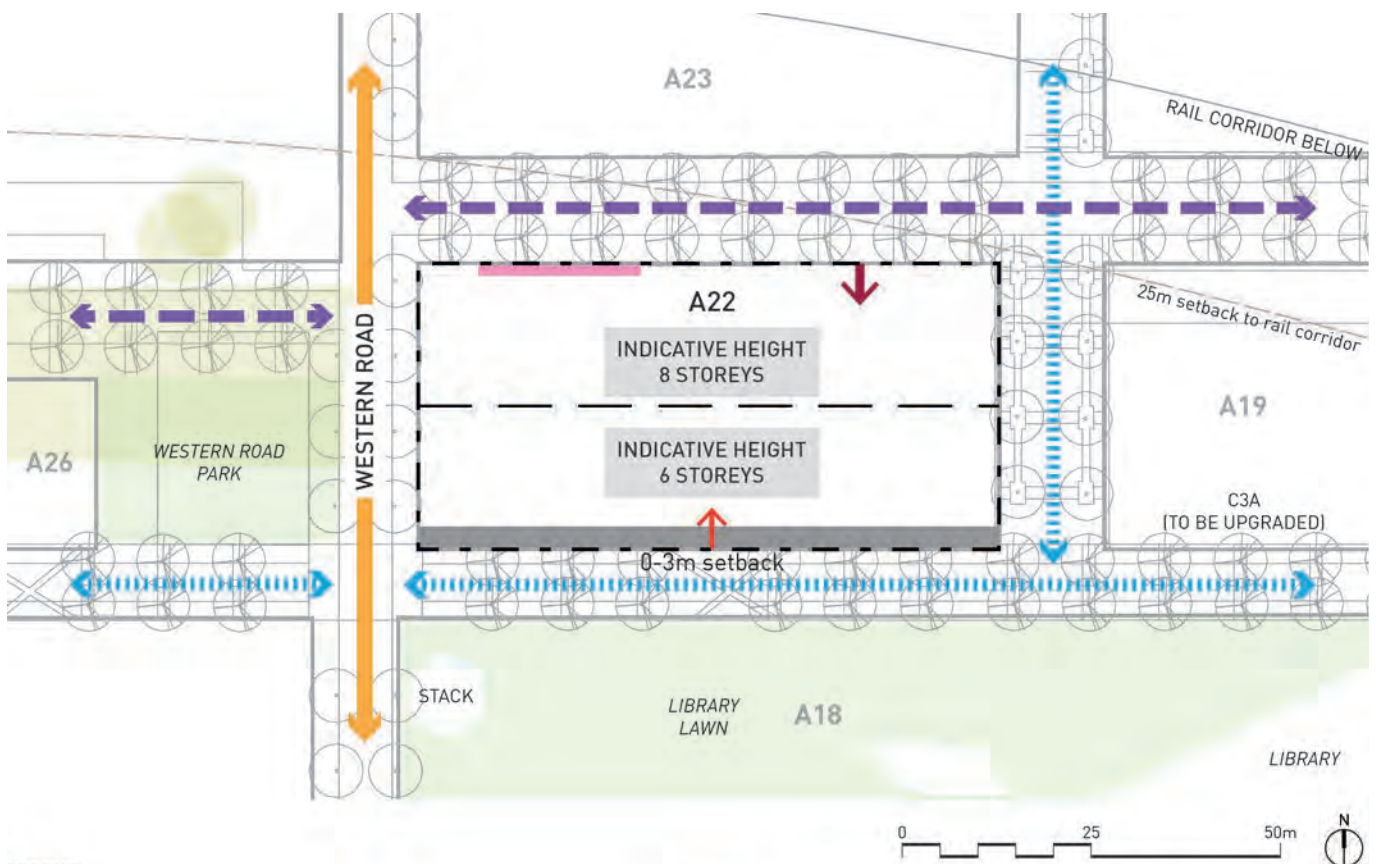 A23
RAIL CORRIDOR BELOW
WESTERN ROAD
A22
25m setback to rail corridor
INDICATIVE HEIGHT
8 STOREYS
A19
A26
WESTERN ROAD
PARK
INDICATIVE HEIGHT
6 STOREYS
C3A
(TO BE UPGRADED)
0-3m setback
STACK
LIBRARY
LAWN
A18
LIBRARY
0
25
50m
N